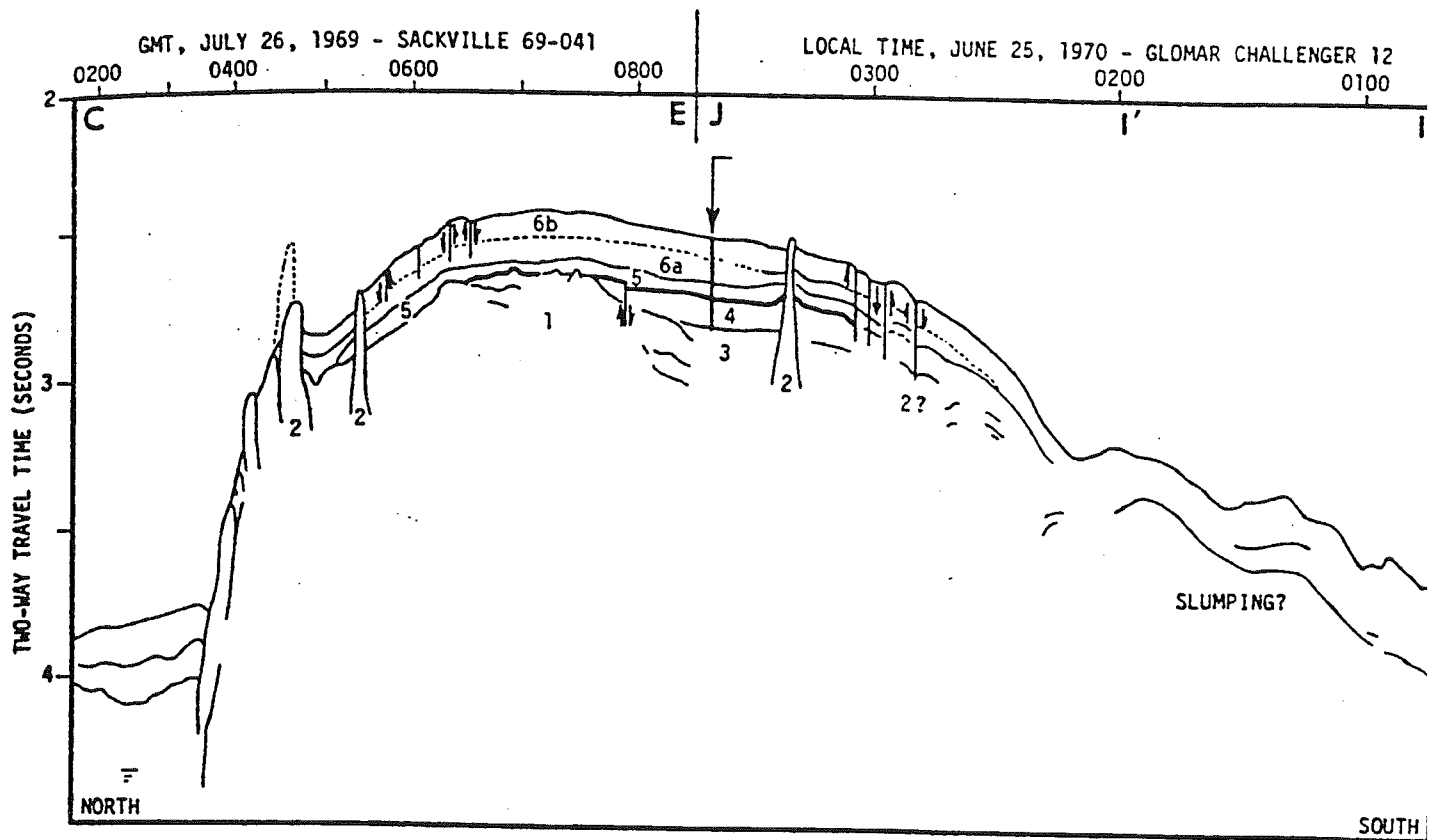 GMT, JULY 26, 1969 - SACKVILLE 69-041
LOCAL TIME, JUNE 25, 1970 - GLOMAR CHALLENGER 12
0200 0400 0600 0800 0300 0200 0100
2
C E J I' I
6b
6a
5
5
4
1
3
3
2 2 2 2?
TWO-WAY TRAVEL TIME (SECONDS)
SLUMPING?
4
NORTH
SOUTH